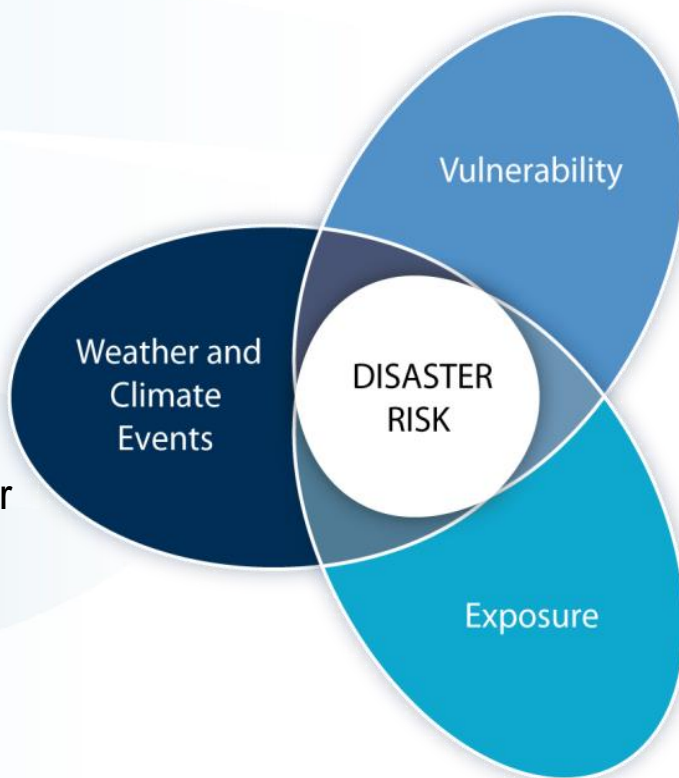 Vulnerability
Weather and
Climate
Events
DISASTER
RISK
r
Exposure